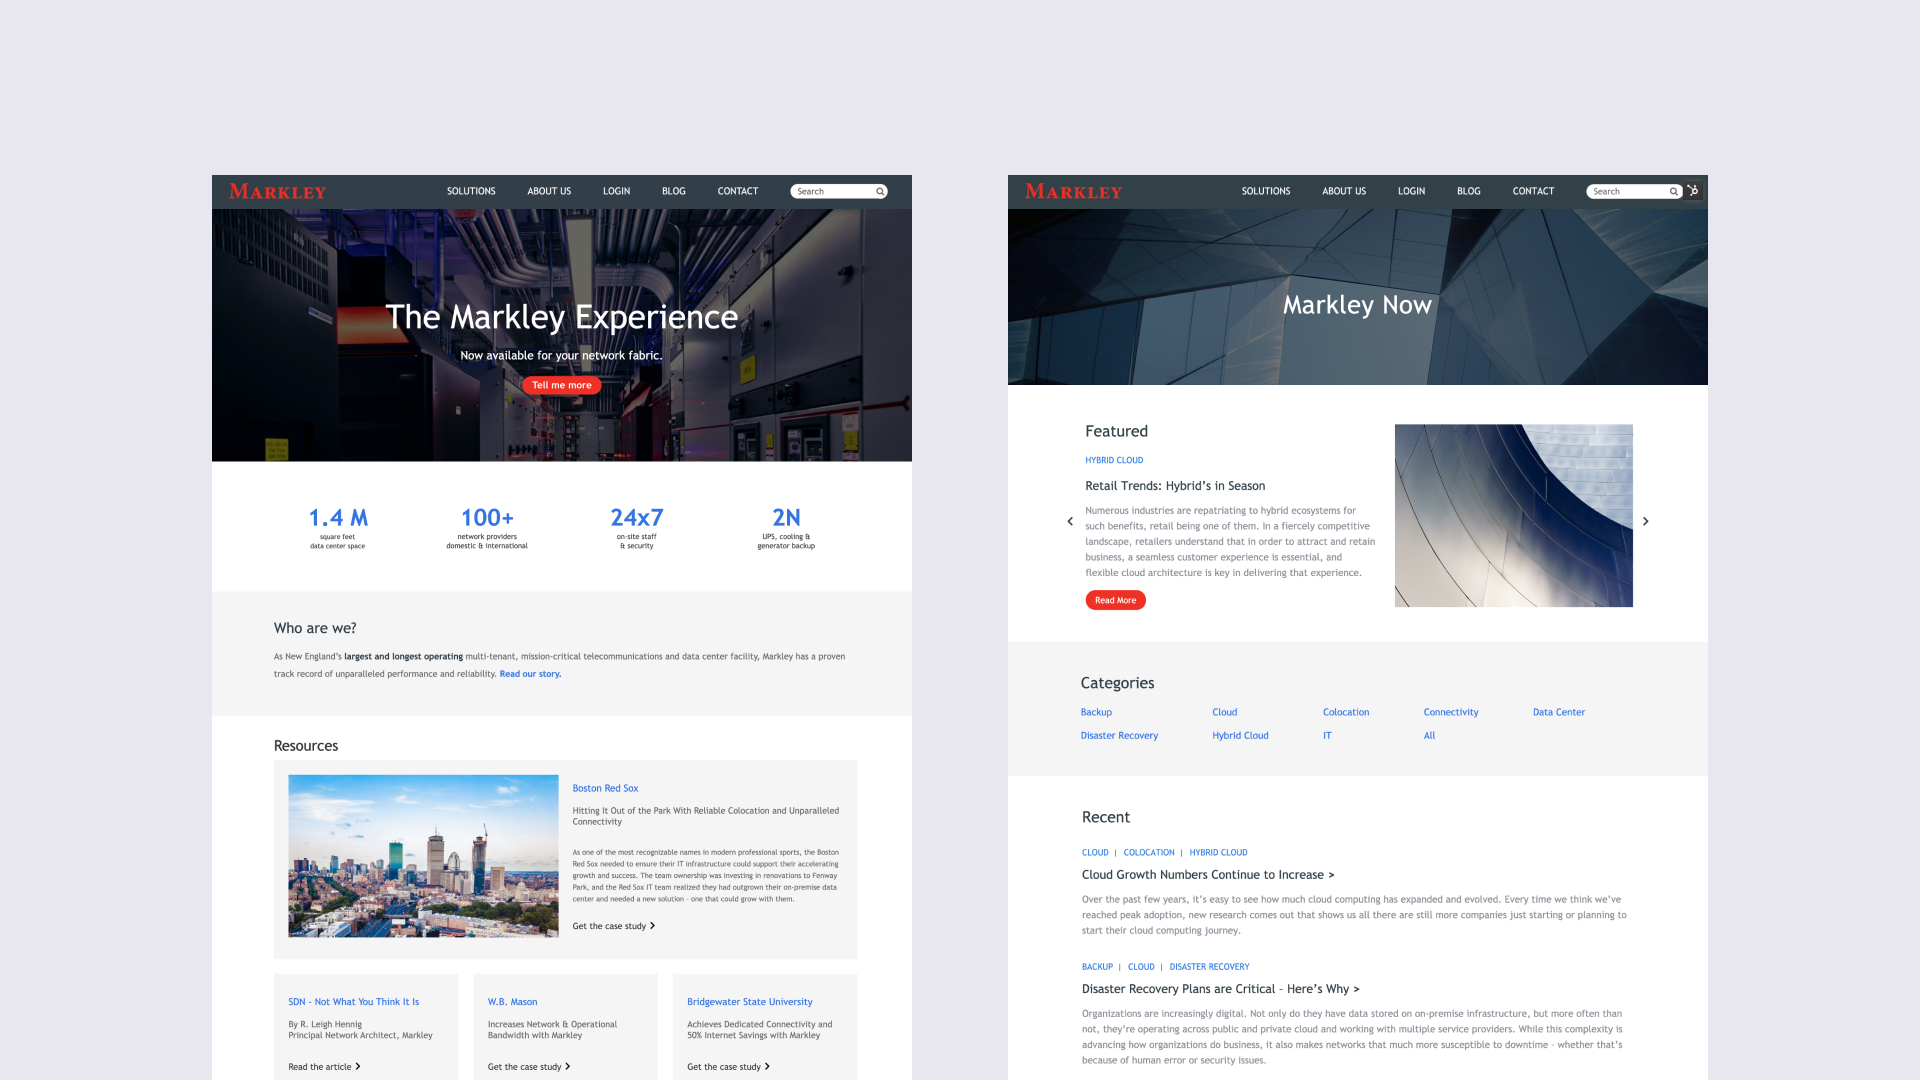 MARKLEY
SOLUTIONS ABOUT US LOGIN BLOG CONTACT Search
The Markley Experience
Now available for your network fabric.
Tell me more
1.4 M
square feet
data center space
100+
network providers
domestic & international
24x7
on-site staff
& security
2N
UPS, cooling &
generator backup
Who are we?
As New England's largest and longest operating multi-tenant, mission-critical telecommunications and data center facility, Markley has a proven
track record of unparalleled performance and reliability. Read our story.
Resources
Boston Red Sox
Hitting It Out of the Park With Reliable Colocation and Unparalleled
Connectivity
As one of the most recognizable names in modern professional sports, the Boston
Red Sox needed to ensure their IT infrastructure could support their accelerating
growth and success. The team ownership was investing in renovations to Fenway
Park, and the Red Sox IT team realized they had outgrown their on-premise data
center and needed a new solution – one that could grow with them.
Get the case study
SDN - Not What You Think It Is
By R. Leigh Hennig
Principal Network Architect, Markley
Read the article
W.B. Mason
Increases Network & Operational
Bandwidth with Markley
Get the case study
Bridgewater State University
Achieves Dedicated Connectivity and
50% Internet Savings with Markley
Get the case study
MARKLEY
SOLUTIONS ABOUT US LOGIN BLOG CONTACT Search
Markley Now
Featured
HYBRID CLOUD
Retail Trends: Hybrid's in Season
Numerous industries are repatriating to hybrid ecosystems for
such benefits, retail being one of them. In a fiercely competitive
landscape, retailers understand that in order to attract and retain
business, a seamless customer experience is essential, and
flexible cloud architecture is key in delivering that experience.
Read More
Categories
Backup Cloud Colocation Connectivity Data Center
Disaster Recovery Hybrid Cloud IT All
Recent
CLOUD | COLOCATION | HYBRID CLOUD
Cloud Growth Numbers Continue to Increase >
Over the past few years, it's easy to see how much cloud computing has expanded and evolved. Every time we think we've
reached peak adoption, new research comes out that shows us all there are still more companies just starting or planning to
start their cloud computing journey.
BACKUP | CLOUD | DISASTER RECOVERY
Disaster Recovery Plans are Critical – Here's Why >
Organizations are increasingly digital. Not only do they have data stored on on-premise infrastructure, but more often than
not, they're operating across public and private cloud and working with multiple service providers. While this complexity is
advancing how organizations do business, it also makes networks that much more susceptible to downtime – whether that's
because of human error or security issues.